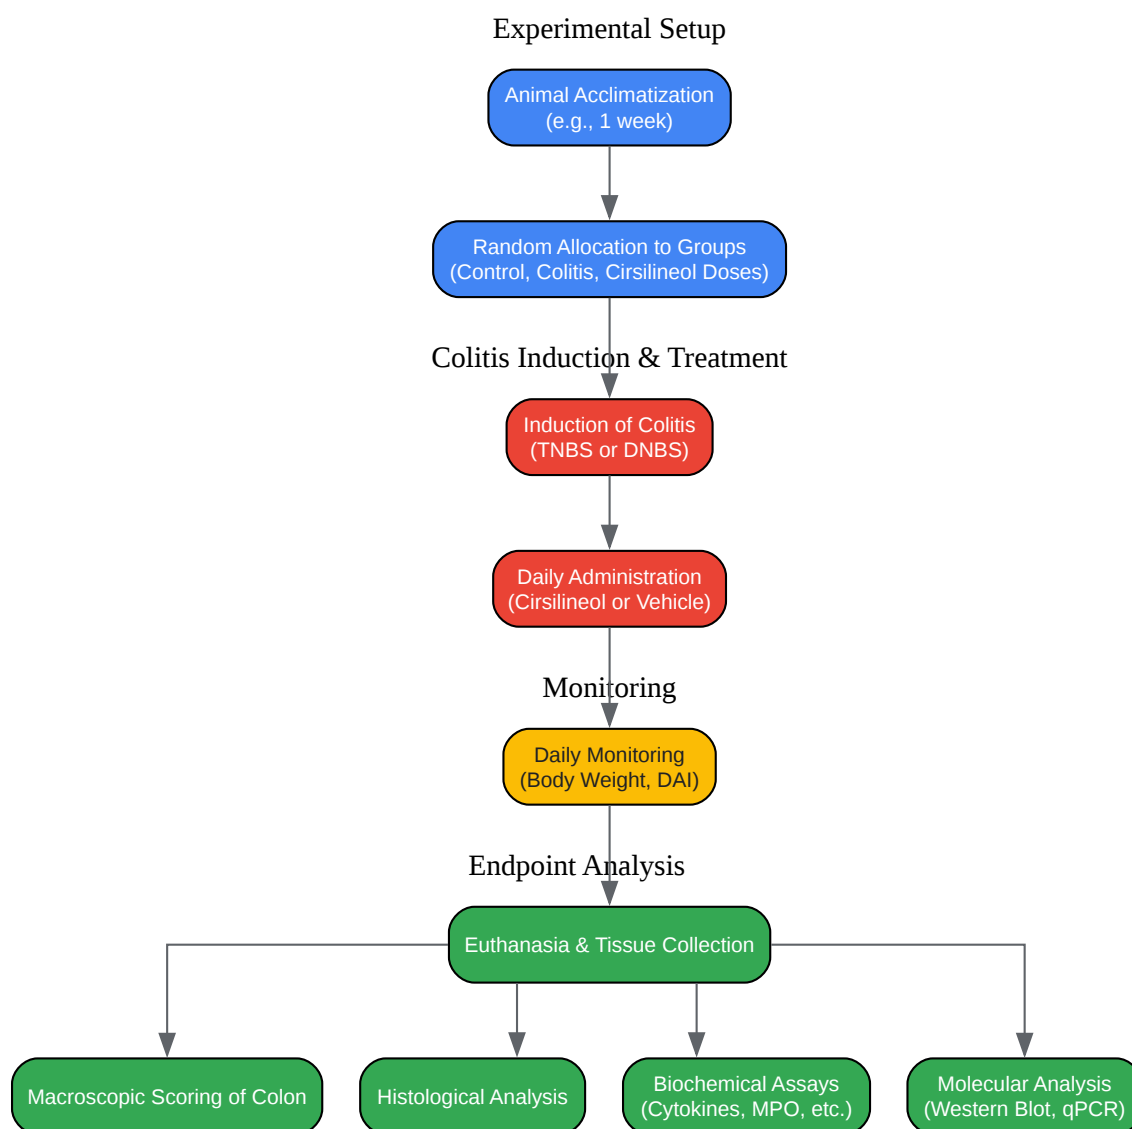 Experimental Setup
Animal Acclimatization
(e.g., 1 week)
Random Allocation to Groups
(Control, Colitis, Cirsilineol Doses)
Colitis Induction & Treatment
Induction of Colitis
(TNBS or DNBS)
Daily Administration
(Cirsilineol or Vehicle)
Monitoring
Daily Monitoring
(Body Weight, DAI)
Endpoint Analysis
Euthanasia & Tissue Collection
Macroscopic Scoring of Colon
Histological Analysis
Biochemical Assays
(Cytokines, MPO, etc.)
Molecular Analysis
(Western Blot, qPCR)